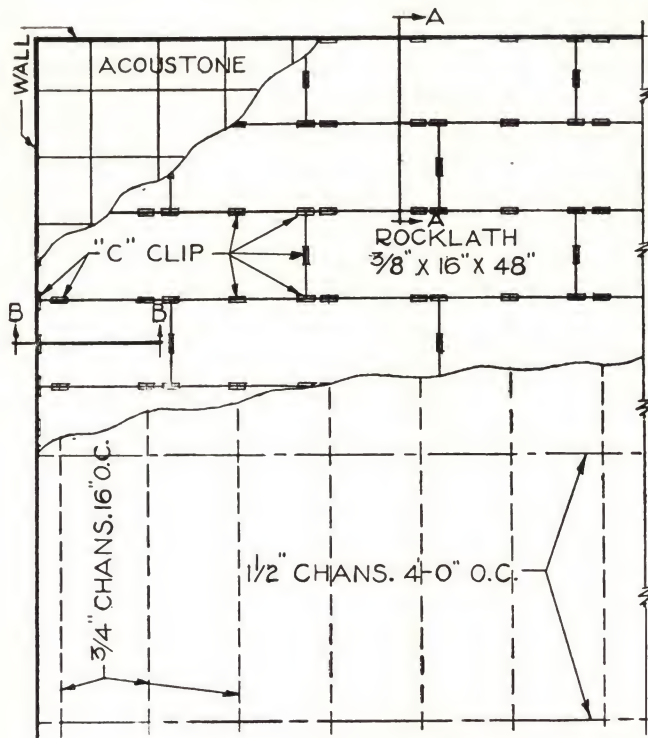 A
WALL
ACOUSTONE
A
"C" CLIP
ROCKLATH
3/8" X 16" X 48"
B
B
3/4" CHANS. 16" O.C.
1 1/2" CHANS. 4'-0" O.C.